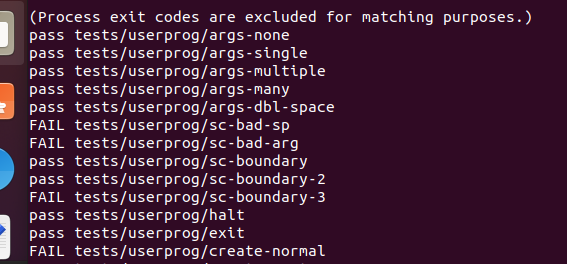 (Process exit codes are excluded for matching purposes.)
pass tests/userprog/args-none
pass tests/userprog/args-single
pass tests/userprog/args-multiple
pass tests/userprog/args-many
pass tests/userprog/args-dbl-space
FAIL tests/userprog/sc-bad-sp
FAIL tests/userprog/sc-bad-arg
pass tests/userprog/sc-boundary
pass tests/userprog/sc-boundary-2
FAIL tests/userprog/sc-boundary-3
pass tests/userprog/halt
pass tests/userprog/exit
FAIL tests/userprog/create-normal